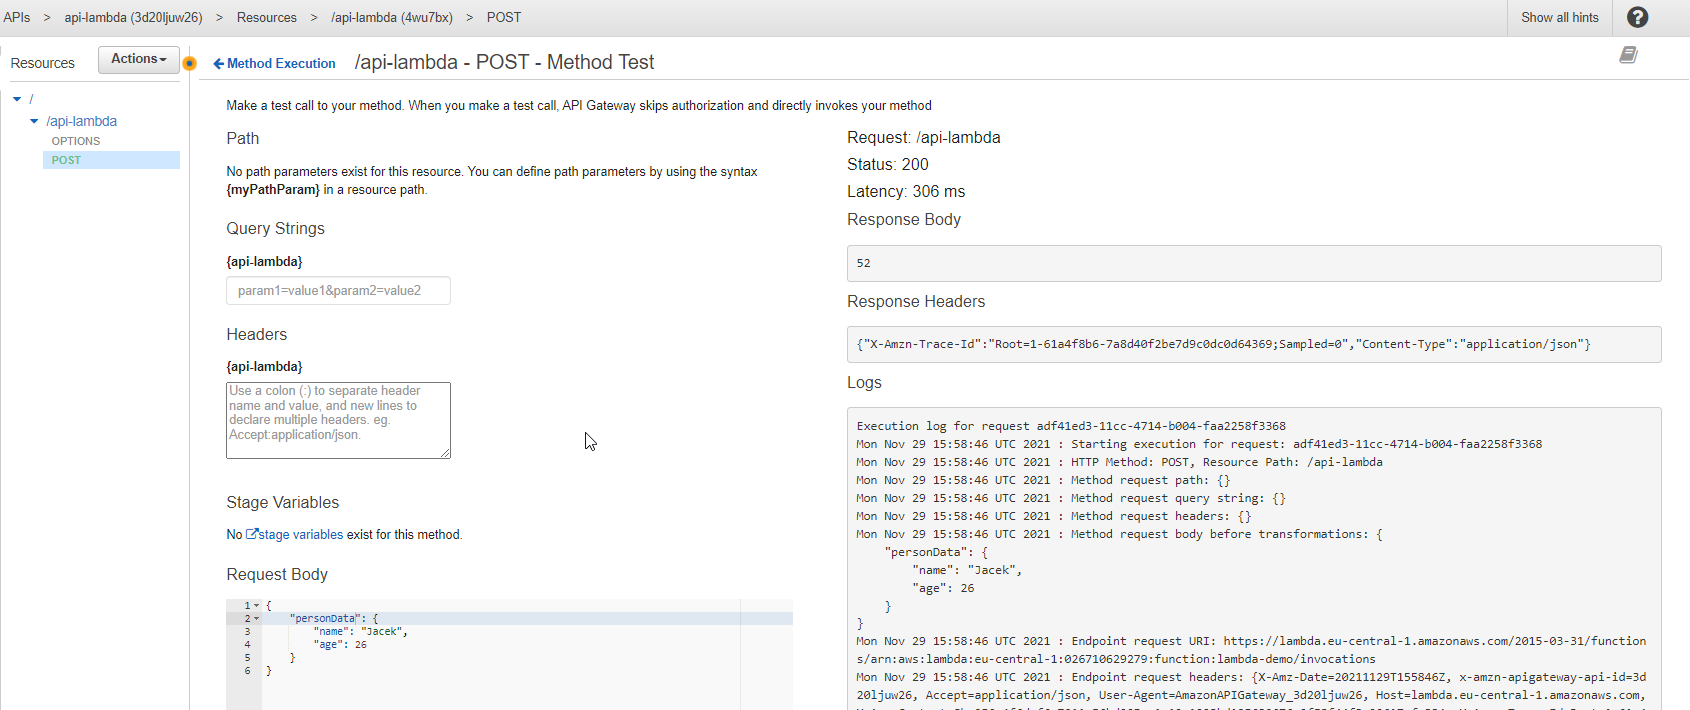 APIs > api-lambda (3d20ljuw26) > Resources > /api-lambda (4wu7bx) > POST
Show all hints
Resources
Actions
Method Execution
/api-lambda - POST - Method Test
/
/api-lambda
OPTIONS
POST
Make a test call to your method. When you make a test call, API Gateway skips authorization and directly invokes your method
Path
No path parameters exist for this resource. You can define path parameters by using the syntax
{myPathParam} in a resource path.
Query Strings
{api-lambda}
param1=value1&param2=value2
Headers
{api-lambda}
Use a colon (:) to separate header
name and value, and new lines to
declare multiple headers. eg.
Accept:application/json.
Stage Variables
No stage variables exist for this method.
Request Body
1 {
2 "personData": {
3 "name": "Jacek",
4 "age": 26
5 }
6 }
Request: /api-lambda
Status: 200
Latency: 306 ms
Response Body
52
Response Headers
{"X-Amzn-Trace-Id":"Root=1-61a4f8b6-7a8d40f2be7d9c0dc0d64369;Sampled=0","Content-Type":"application/json"}
Logs
Execution log for request adf41ed3-11cc-4714-b004-faa2258f3368
Mon Nov 29 15:58:46 UTC 2021 : Starting execution for request: adf41ed3-11cc-4714-b004-faa2258f3368
Mon Nov 29 15:58:46 UTC 2021 : HTTP Method: POST, Resource Path: /api-lambda
Mon Nov 29 15:58:46 UTC 2021 : Method request path: {}
Mon Nov 29 15:58:46 UTC 2021 : Method request query string: {}
Mon Nov 29 15:58:46 UTC 2021 : Method request headers: {}
Mon Nov 29 15:58:46 UTC 2021 : Method request body before transformations: {
"personData": {
"name": "Jacek",
"age": 26
}
}
Mon Nov 29 15:58:46 UTC 2021 : Endpoint request URI: https://lambda.eu-central-1.amazonaws.com/2015-03-31/function
s/arn:aws:lambda:eu-central-1:026710629279:function:lambda-demo/invocations
Mon Nov 29 15:58:46 UTC 2021 : Endpoint request headers: {X-Amz-Date=20211129T155846Z, x-amzn-apigateway-api-id=3d
20ljuw26, Accept=application/json, User-Agent=AmazonAPIGateway_3d20ljuw26, Host=lambda.eu-central-1.amazonaws.com,